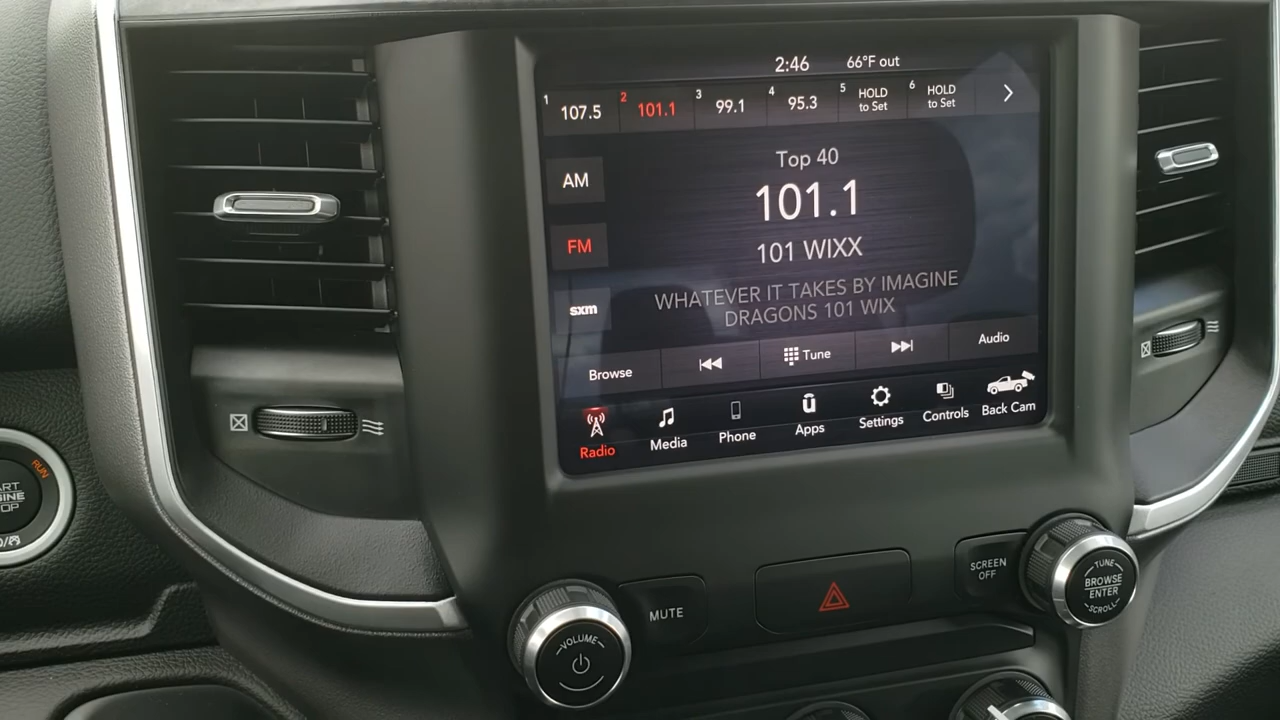 2:46 66°F out
1 107.5 2 101.1 3 99.1 4 95.3 5 HOLD to Set 6 HOLD to Set
AM
Top 40
101.1
FM
101 WIXX
sxm
WHATEVER IT TAKES BY IMAGINE
DRAGONS 101 WIX
Browse Tune Audio
Radio Media Phone Apps Settings Controls Back Cam
RUN
ART
GINE
OP
MUTE
SCREEN
OFF
VOLUME
TUNE
BROWSE
ENTER
SCROLL